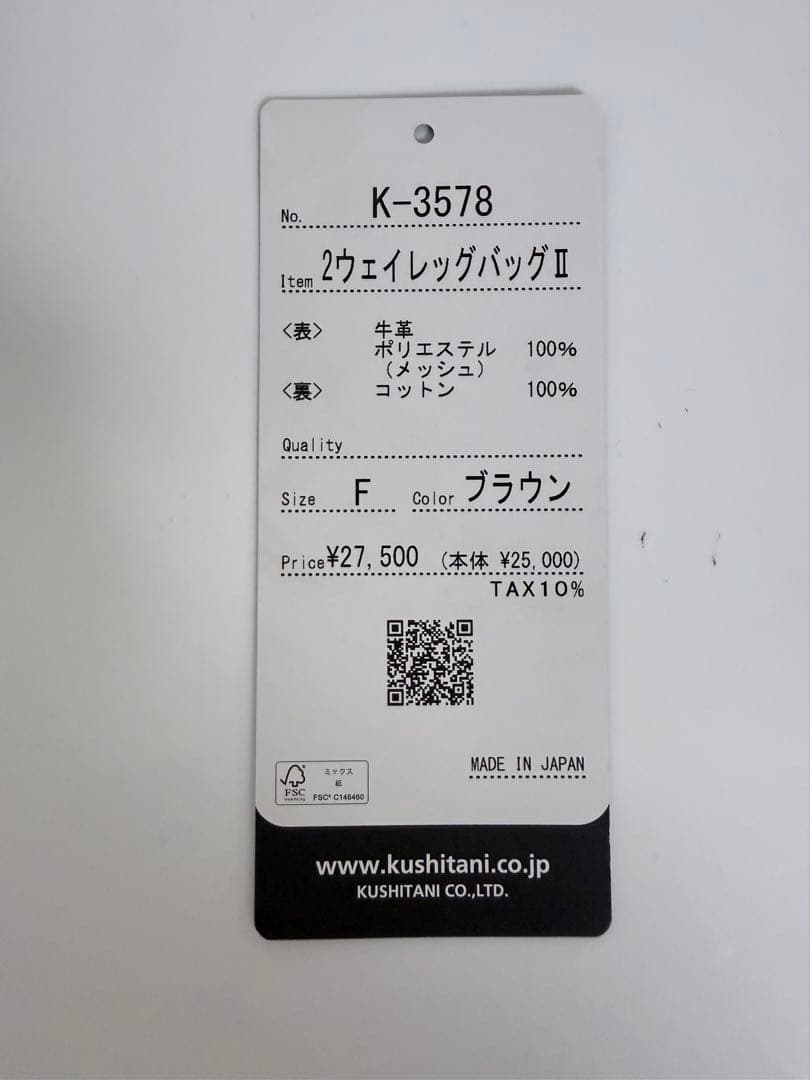 No. K-3578
Item 2ウェイレッグバッグⅡ
〈表〉 牛革
ポリエステル 100%
(メッシュ)
〈裏〉 コットン 100%
Quality
Size F Color ブラウン
Price¥27,500 (本体 ¥25,000)
TAX10%
MADE IN JAPAN
ミックス
紙
FSC
FSC® C146460
www.kushitani.co.jp
KUSHITANI CO.,LTD.